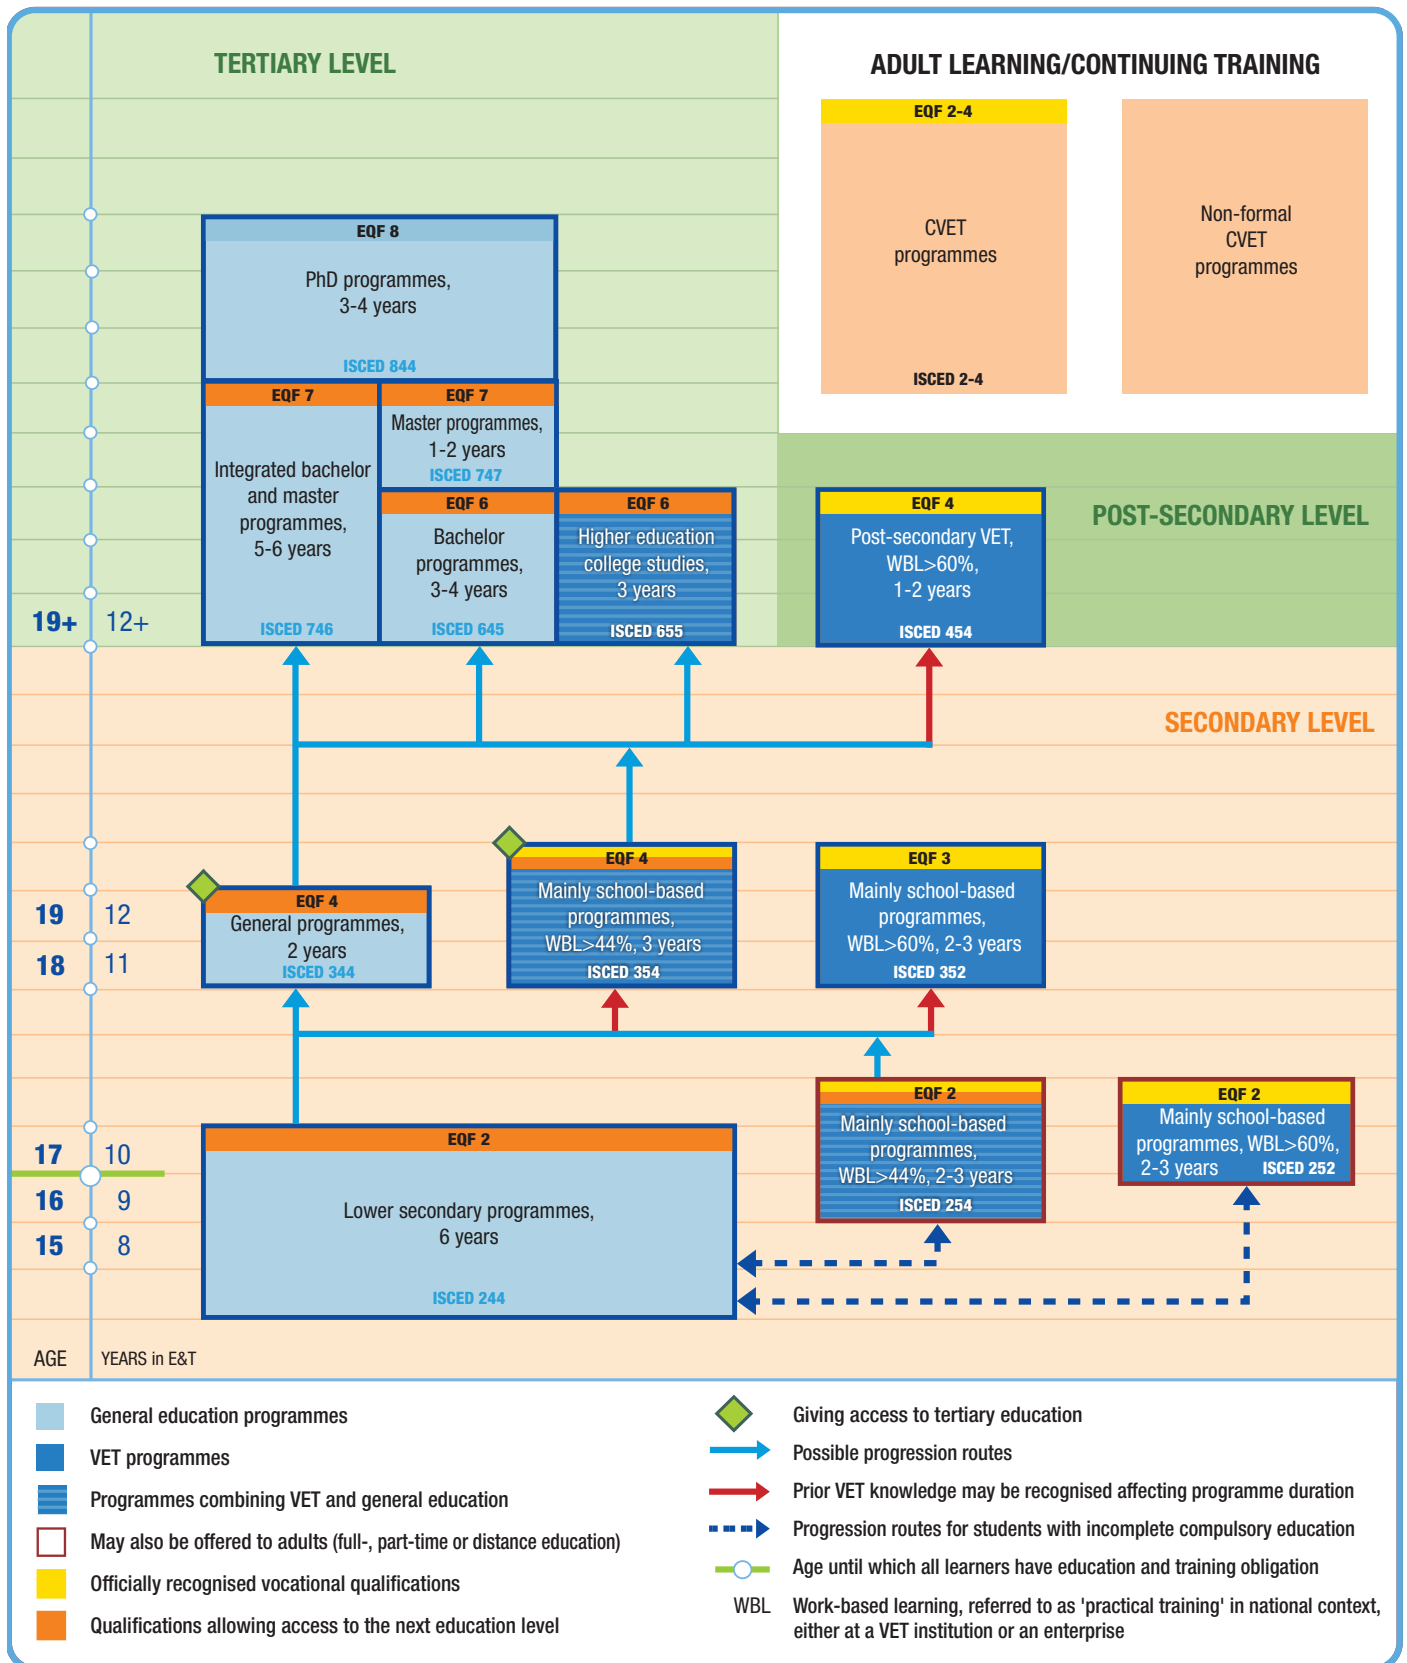 TERTIARY LEVEL
ADULT LEARNING/CONTINUING TRAINING
EQF 2-4
CVET
programmes
ISCED 2-4
Non-formal
CVET
programmes
EQF 8
PhD programmes,
3-4 years
ISCED 844
EQF 7
Integrated bachelor
and master
programmes,
5-6 years
ISCED 746
EQF 7
Master programmes,
1-2 years
ISCED 747
EQF 6
Bachelor
programmes,
3-4 years
ISCED 645
EQF 6
Higher education
college studies,
3 years
ISCED 655
POST-SECONDARY LEVEL
EQF 4
Post-secondary VET,
WBL>60%,
1-2 years
ISCED 454
19+ 12+
SECONDARY LEVEL
EQF 4
General programmes,
2 years
ISCED 344
EQF 4
Mainly school-based
programmes,
WBL>44%, 3 years
ISCED 354
EQF 3
Mainly school-based
programmes,
WBL>60%, 2-3 years
ISCED 352
19 12
18 11
EQF 2
Lower secondary programmes,
6 years
ISCED 244
EQF 2
Mainly school-based
programmes,
WBL>44%, 2-3 years
ISCED 254
EQF 2
Mainly school-based
programmes, WBL>60%,
2-3 years ISCED 252
17 10
16 9
15 8
AGE YEARS in E&T
General education programmes
VET programmes
Programmes combining VET and general education
May also be offered to adults (full-, part-time or distance education)
Officially recognised vocational qualifications
Qualifications allowing access to the next education level
Giving access to tertiary education
Possible progression routes
Prior VET knowledge may be recognised affecting programme duration
Progression routes for students with incomplete compulsory education
Age until which all learners have education and training obligation
WBL Work-based learning, referred to as 'practical training' in national context,
either at a VET institution or an enterprise